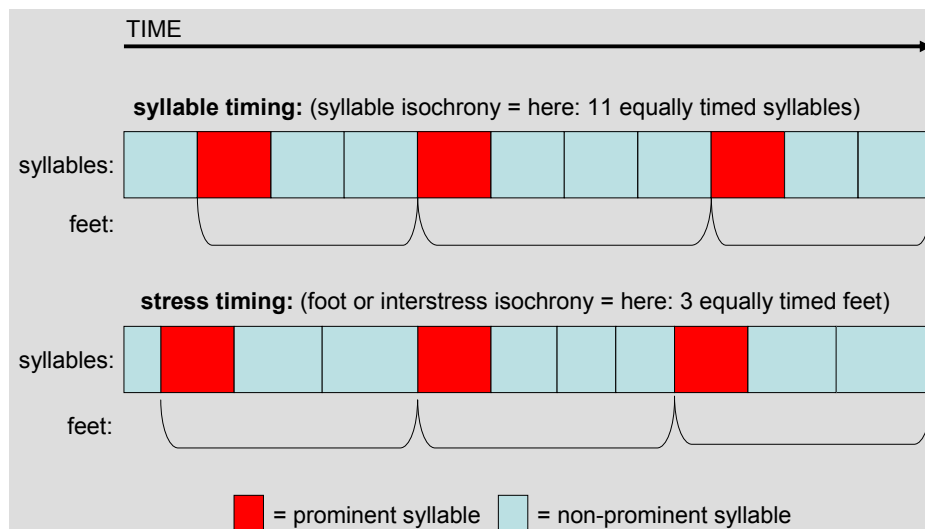 TIME
syllable timing: (syllable isochrony = here: 11 equally timed syllables)
syllables:
feet:
stress timing: (foot or interstress isochrony = here: 3 equally timed feet)
syllables:
feet:
= prominent syllable = non-prominent syllable